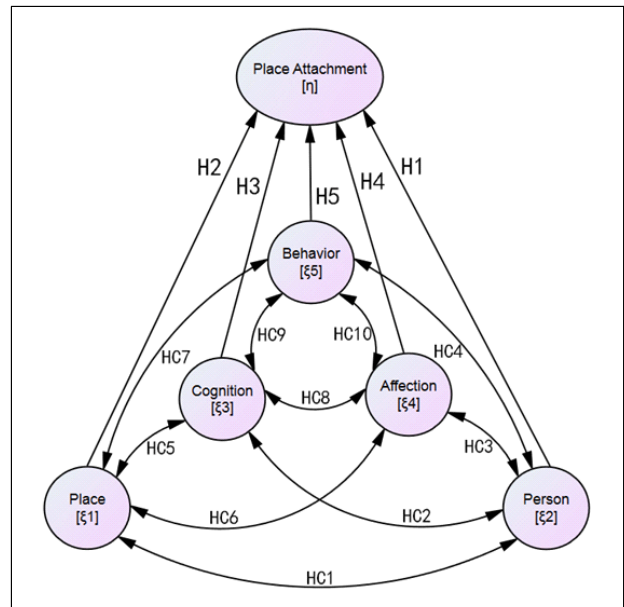 Place Attachment
[η]
H2
H3
H5
H4
H1
Behavior
[ξ5]
HC7
HC9
HC10
HC4
Cognition
[ξ3]
HC8
Affection
[ξ4]
HC5
HC3
Place
[ξ1]
HC6
HC2
Person
[ξ2]
HC1